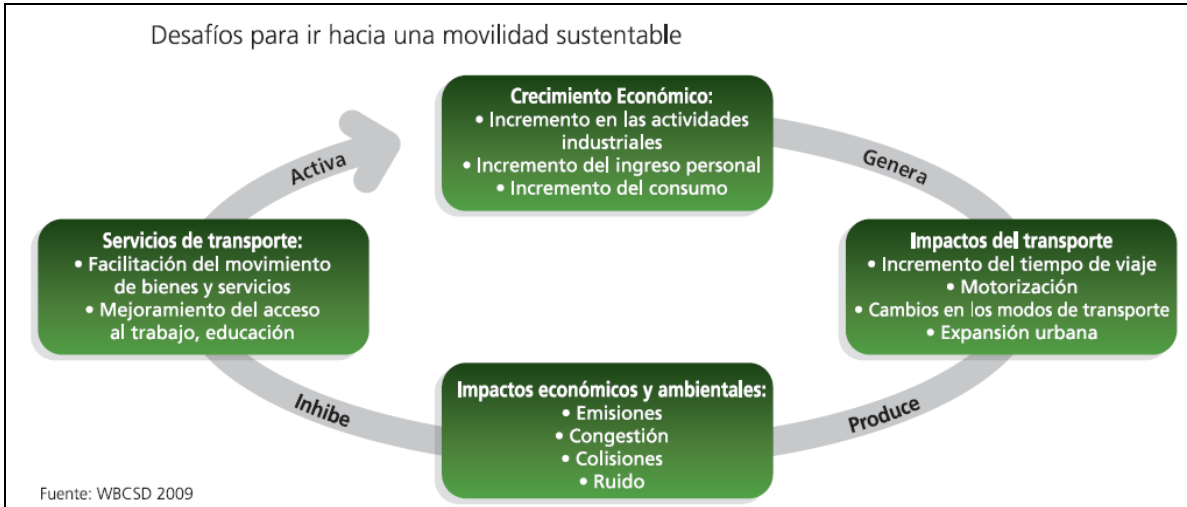 Desafíos para ir hacia una movilidad sustentable
Crecimiento Económico:
• Incremento en las actividades
industriales
• Incremento del ingreso personal
• Incremento del consumo
Activa
Genera
Servicios de transporte:
• Facilitación del movimiento
de bienes y servicios
• Mejoramiento del acceso
al trabajo, educación
Impactos del transporte
• Incremento del tiempo de viaje
• Motorización
• Cambios en los modos de transporte
• Expansión urbana
Inhibe
Produce
Impactos económicos y ambientales:
• Emisiones
• Congestión
• Colisiones
• Ruido
Fuente: WBCSD 2009